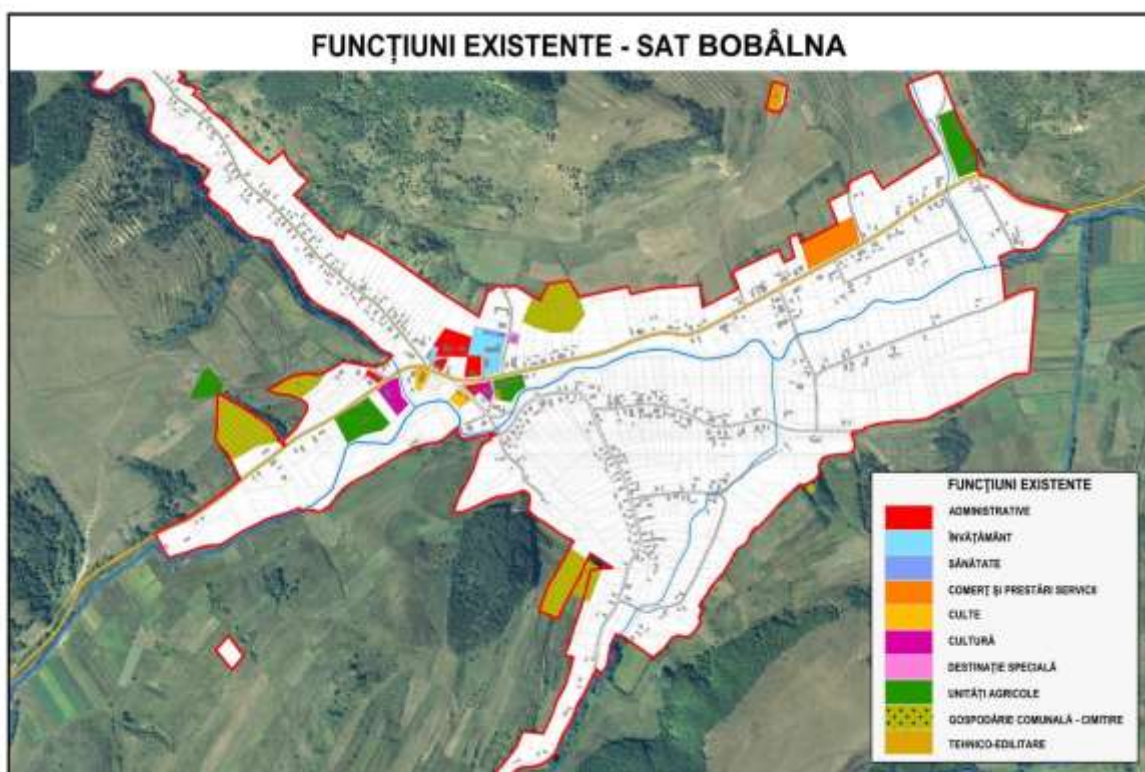 FUNCȚIUNI EXISTENTE - SAT BOBÂLNA
FUNCȚIUNI EXISTENTE
ADMINISTRATIVE
ÎNVĂȚĂMÂNT
SĂNĂTATE
COMERȚ ȘI PRESTĂRI SERVICII
CULTE
CULTURĂ
DESTINAȚIE SPECIALĂ
UNITĂȚI AGRICOLE
GOSPODĂRIE COMUNALĂ - CIMITIRE
TEHNICO-EDILITARE